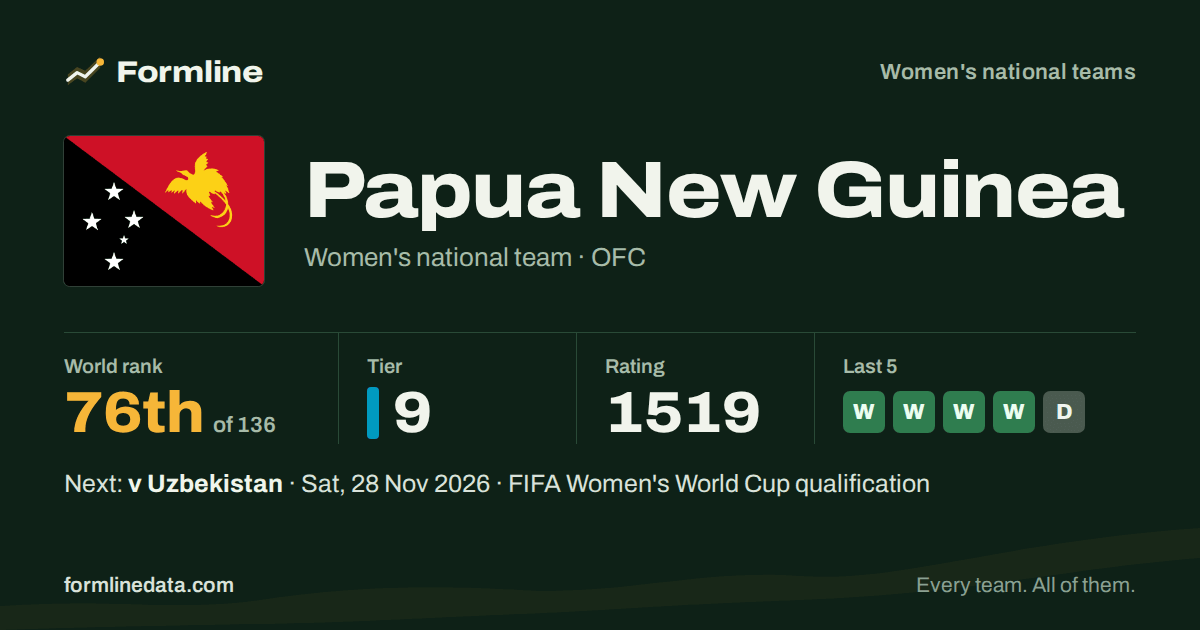 Formline
Women's national teams
Papua New Guinea
Women's national team · OFC
World rank
76th of 136
Tier
9
Rating
1519
Last 5
W W W W D
Next: v Uzbekistan · Sat, 28 Nov 2026 · FIFA Women's World Cup qualification
formlinedata.com
Every team. All of them.